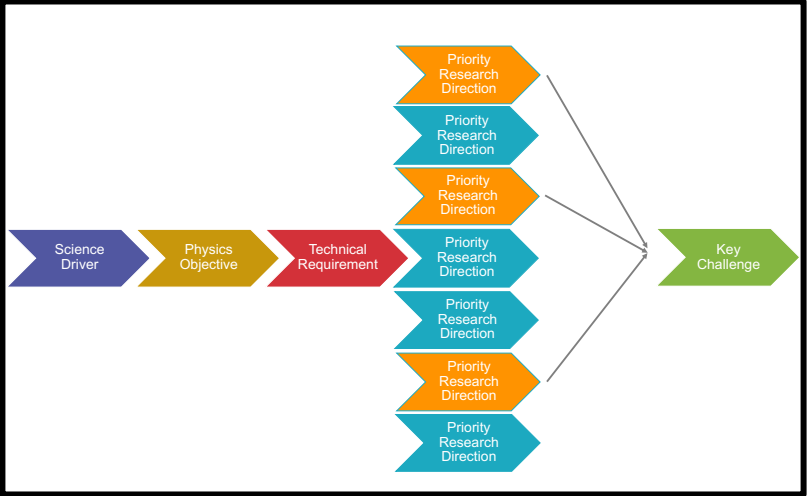 Science
Driver
Physics
Objective
Technical
Requirement
Priority
Research
Direction
Priority
Research
Direction
Priority
Research
Direction
Priority
Research
Direction
Priority
Research
Direction
Priority
Research
Direction
Priority
Research
Direction
Key
Challenge